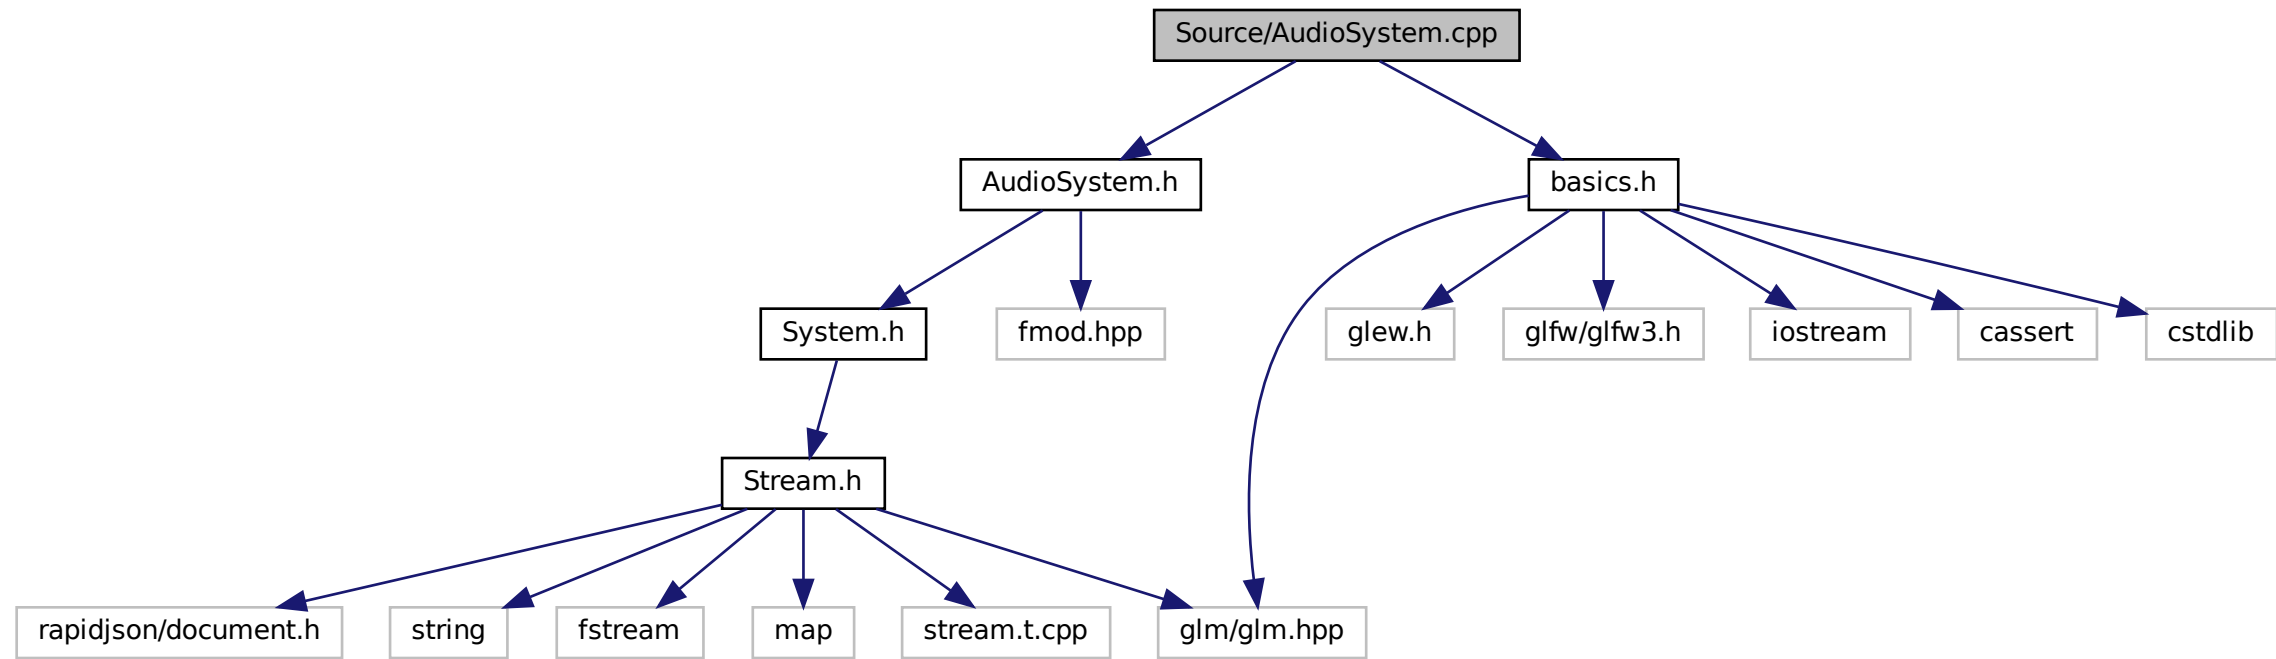 Source/AudioSystem.cpp
AudioSystem.h
basics.h
System.h
fmod.hpp
glew.h
glfw/glfw3.h
iostream
cassert
cstdlib
Stream.h
rapidjson/document.h
string
fstream
map
stream.t.cpp
glm/glm.hpp